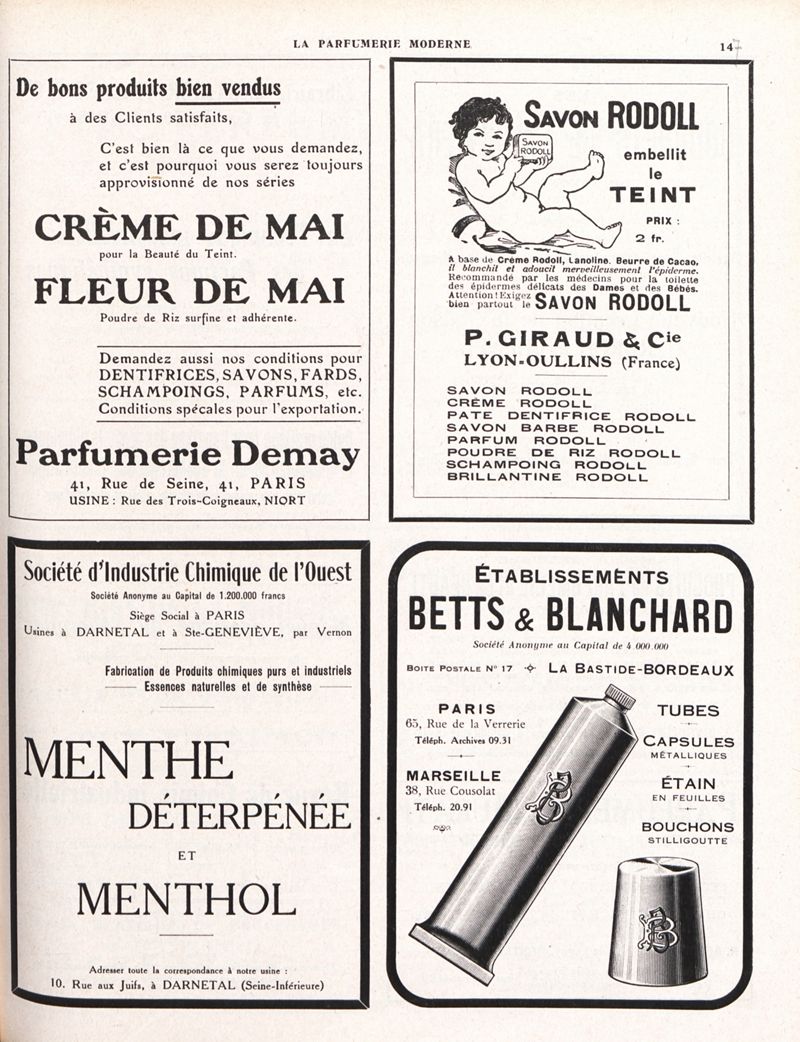 LA PARFUMERIE MODERNE
147
De bons produits bien vendus
à des Clients satisfaits,
C'est bien là ce que vous demandez,
et c'est pourquoi vous serez toujours
approvisionné de nos séries
CRÈME DE MAI
pour la Beauté du Teint.
FLEUR DE MAI
Poudre de Riz surfine et adhérente.
Demandez aussi nos conditions pour
DENTIFRICES, SAVONS, FARDS,
SCHAMPOINGS, PARFUMS, etc.
Conditions spécales pour l'exportation.
Parfumerie Demay
41, Rue de Seine, 41, PARIS
USINE : Rue des Trois-Coigneaux, NIORT
SAVON RODOLL
SAVON
RODOLL
embellit
le
TEINT
PRIX :
2 fr.
A base de Crème Rodoll, Lanoline, Beurre de Cacao,
il blanchit et adoucit merveilleusement l'épiderme.
Recommandé par les médecins pour la toilette
des épidermes délicats des Dames et des Bébés.
Attention! Exigez
bien partout le SAVON RODOLL
P. GIRAUD & Cie
LYON-OULLINS (France)
SAVON RODOLL
CRÈME RODOLL
PATE DENTIFRICE RODOLL
SAVON BARBE RODOLL
PARFUM RODOLL
POUDRE DE RIZ RODOLL
SCHAMPOING RODOLL
BRILLANTINE RODOLL
Société d'Industrie Chimique de l'Ouest
Société Anonyme au Capital de 1.200.000 francs
Siège Social à PARIS
Usines à DARNETAL et à Ste-GENEVIÈVE, par Vernon
Fabrication de Produits chimiques purs et industriels
Essences naturelles et de synthèse
MENTHE
DÉTERPÉNÉE
ET
MENTHOL
Adresser toute la correspondance à notre usine :
10. Rue aux Juifs, à DARNETAL (Seine-Inférieure)
ÉTABLISSEMENTS
BETTS & BLANCHARD
Société Anonyme au Capital de 4 000.000
BOITE POSTALE N° 17 LA BASTIDE-BORDEAUX
PARIS
65, Rue de la Verrerie
Téléph. Archives 09.31
MARSEILLE
38, Rue Cousolat
Téléph. 20.91
TUBES
CAPSULES
MÉTALLIQUES
ÉTAIN
EN FEUILLES
BOUCHONS
STILLIGOUTTE
BB
BB